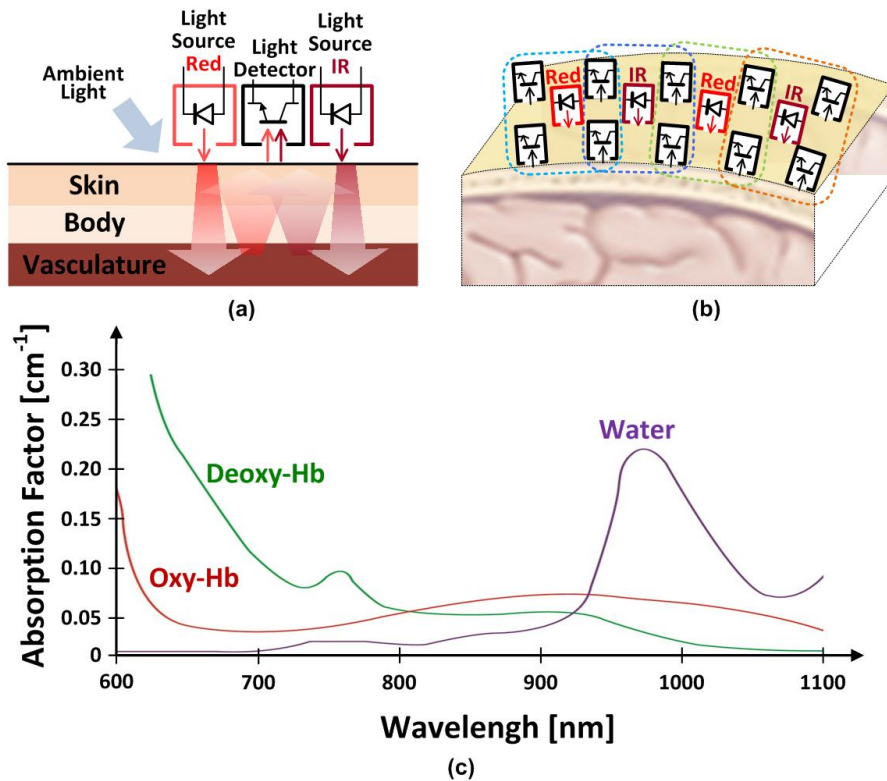 Light
Source
Red
Light
Detector
Light
Source
IR
Ambient
Light
Skin
Body
Vasculature
(a)
Red
IR
Red
IR
(b)
Absorption Factor [cm⁻¹]
0.30
0.25
0.20
0.15
0.10
0.05
0
Deoxy-Hb
Oxy-Hb
Water
600
700
800
900
1000
1100
Wavelengh [nm]
(c)